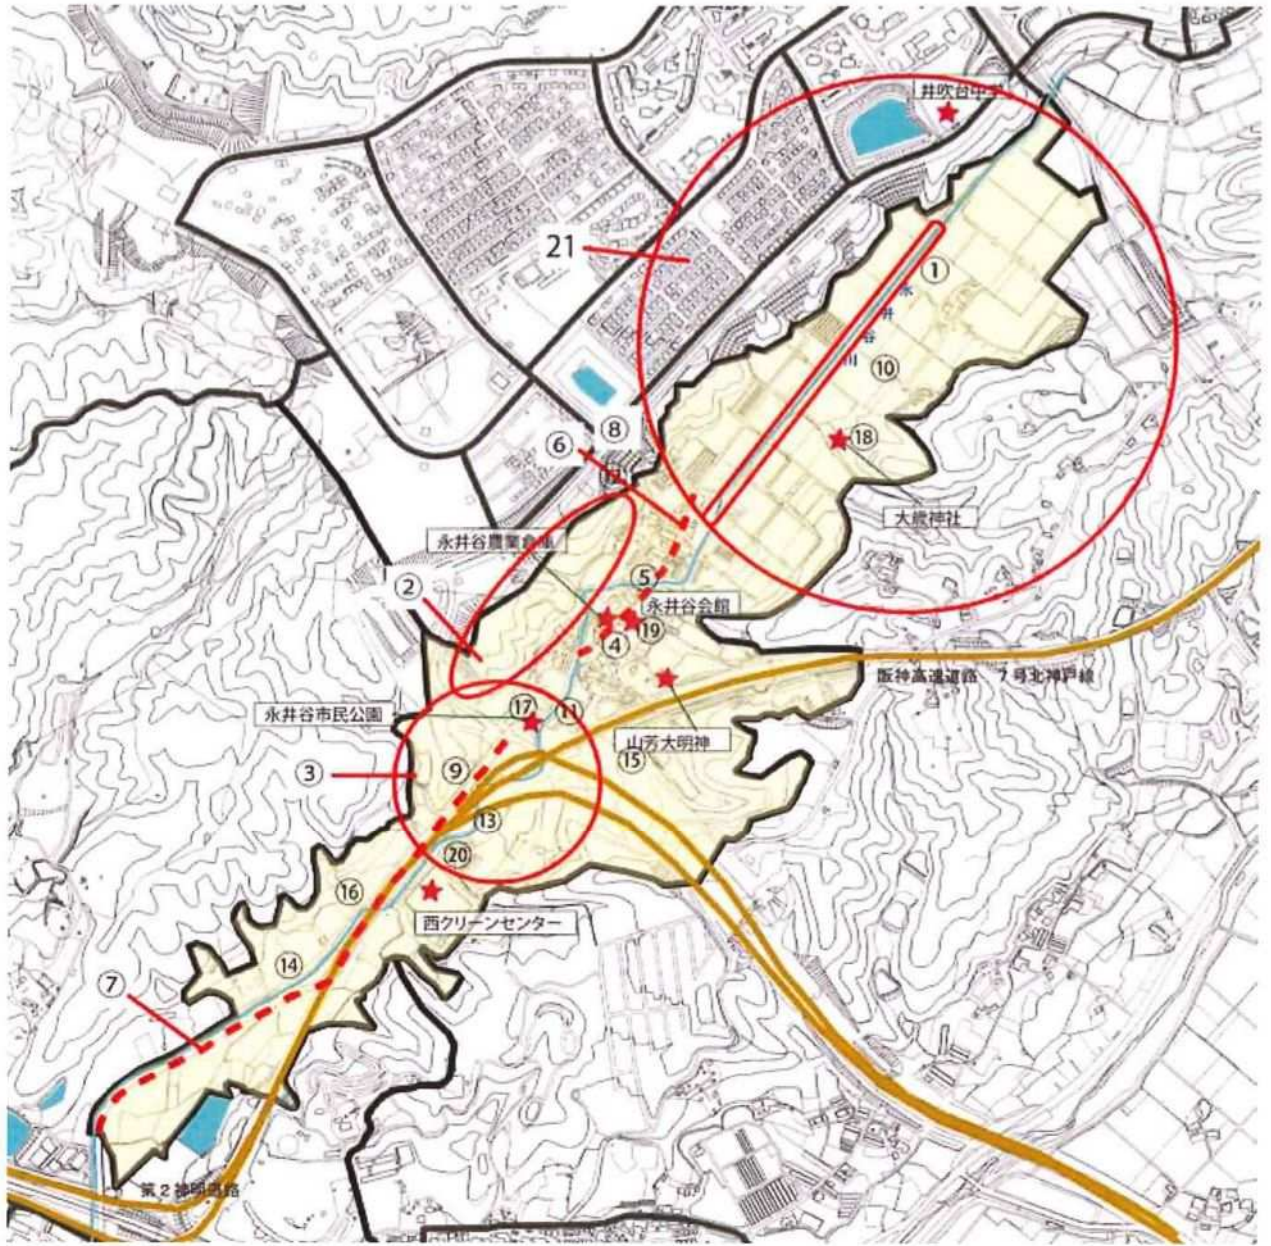 井吹台中学
21
①
永井谷川
⑩
⑧
⑥
⑱
⑫
大歳神社
永井谷農業倉庫
⑤
②
永井谷会館
④
⑲
阪神高速道路 7号北神戸線
永井谷市民公園
⑰
⑪
山芳大明神
⑮
③
⑨
⑬
⑳
⑯
西クリーンセンター
⑭
⑦
第2神明道路